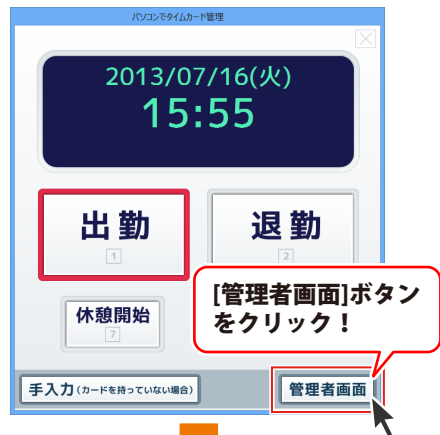 パソコンでタイムカード管理
2013/07/16(火)
15:55
出勤
1
退勤
2
[管理者画面]ボタン
をクリック！
休憩開始
7
手入力(カードを持っていない場合)
管理者画面